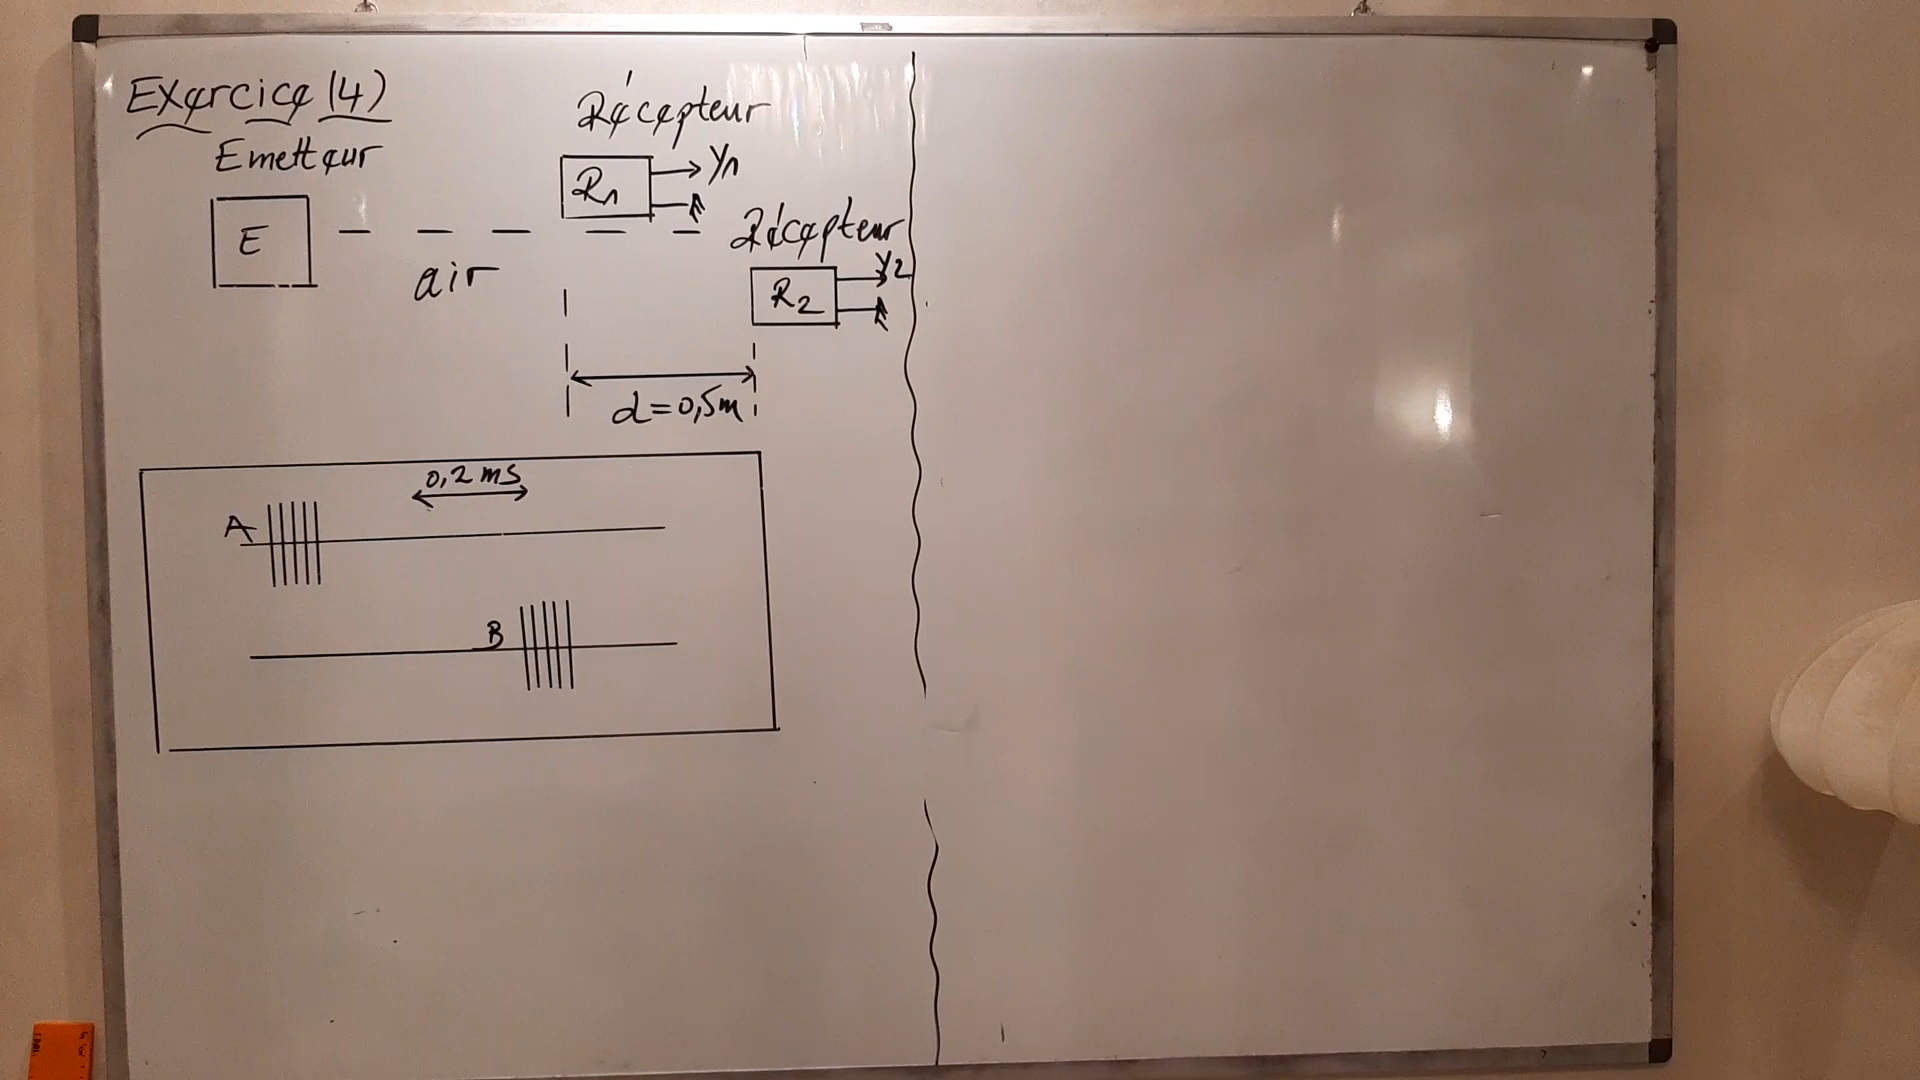 Exercice (4)
Emetteur
E
air
Récepteur
R1
Y1
Récepteur
R2
Y2
d=0,5m
0,2 ms
A
B